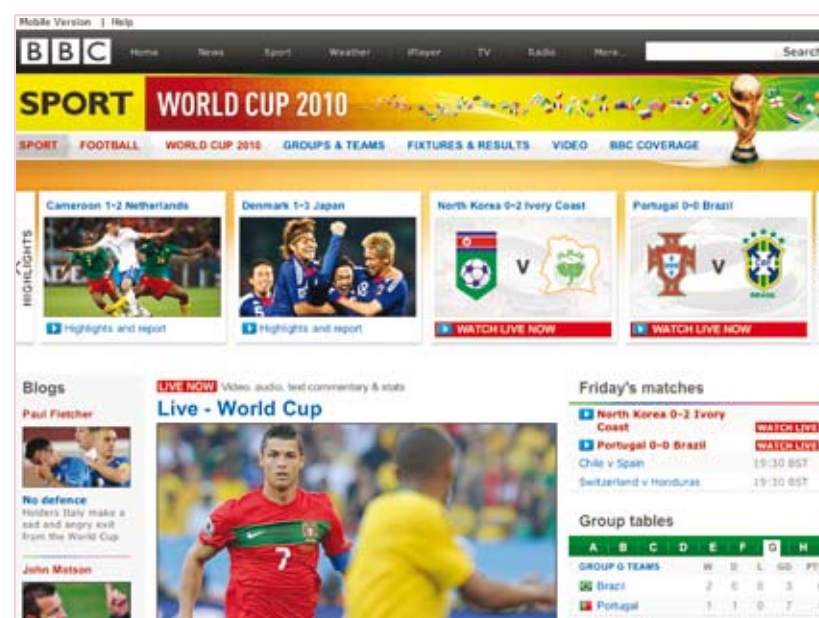 Mobile Version | Help
BBC Home News Sport Weather iPlayer TV Radio More... Search
SPORT WORLD CUP 2010
SPORT FOOTBALL WORLD CUP 2010 GROUPS & TEAMS FIXTURES & RESULTS VIDEO BBC COVERAGE
HIGHLIGHTS
Cameroon 1-2 Netherlands
Highlights and report
Denmark 1-3 Japan
Highlights and report
North Korea 0-2 Ivory Coast
V
WATCH LIVE NOW
Portugal 0-0 Brazil
V
BRASIL
WATCH LIVE NOW
Blogs
Paul Fletcher
No defence
Holders Italy make a
sad and angry exit
from the World Cup
John Motson
LIVE NOW Video, audio, text commentary & stats
Live - World Cup
7
Friday's matches
North Korea 0-2 Ivory
Coast WATCH LIVE
Portugal 0-0 Brazil WATCH LIVE
Chile v Spain 19:30 BST
Switzerland v Honduras 19:30 BST
Group tables
A B C D E F G H
GROUP G TEAMS W D L GD
Brazil 2 0 0 3
Portugal 1 1 0 7